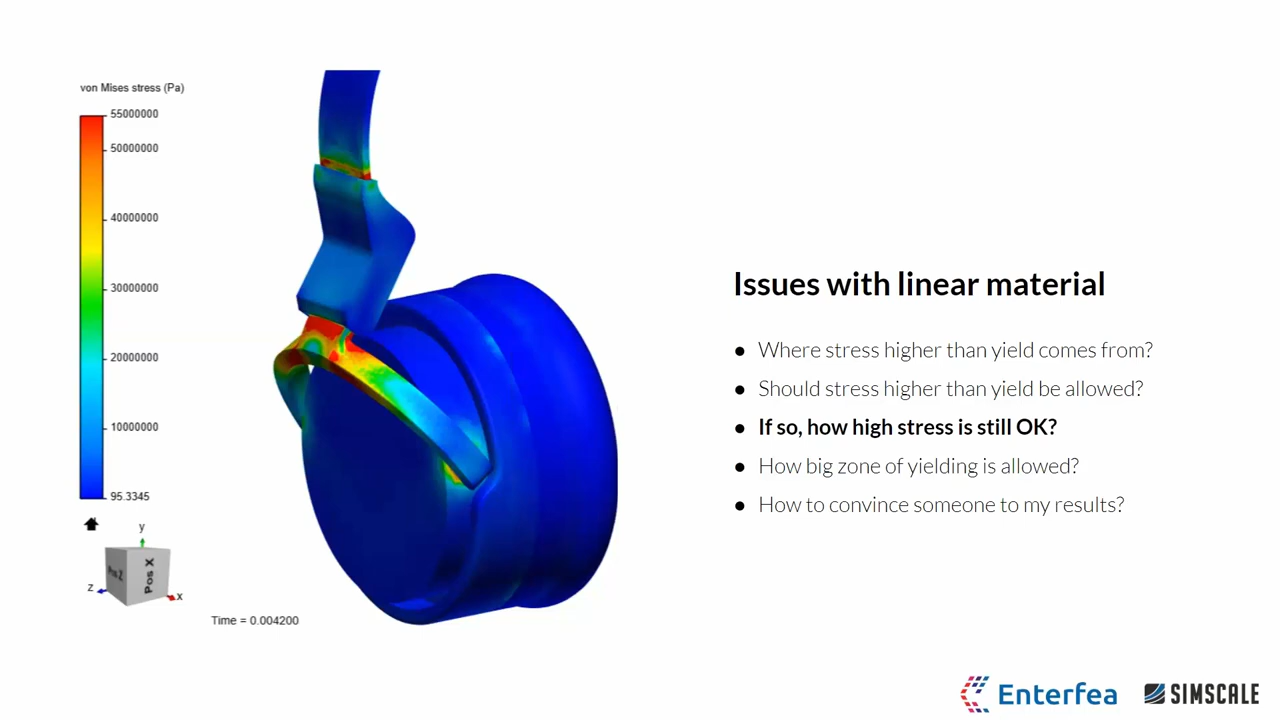 von Mises stress (Pa)
55000000
50000000
40000000
30000000
20000000
10000000
95.3345
y
z
x
Pos Z
Pos X
Time = 0.004200
Issues with linear material
● Where stress higher than yield comes from?
● Should stress higher than yield be allowed?
● If so, how high stress is still OK?
● How big zone of yielding is allowed?
● How to convince someone to my results?
Enterfea
SIMSCALE